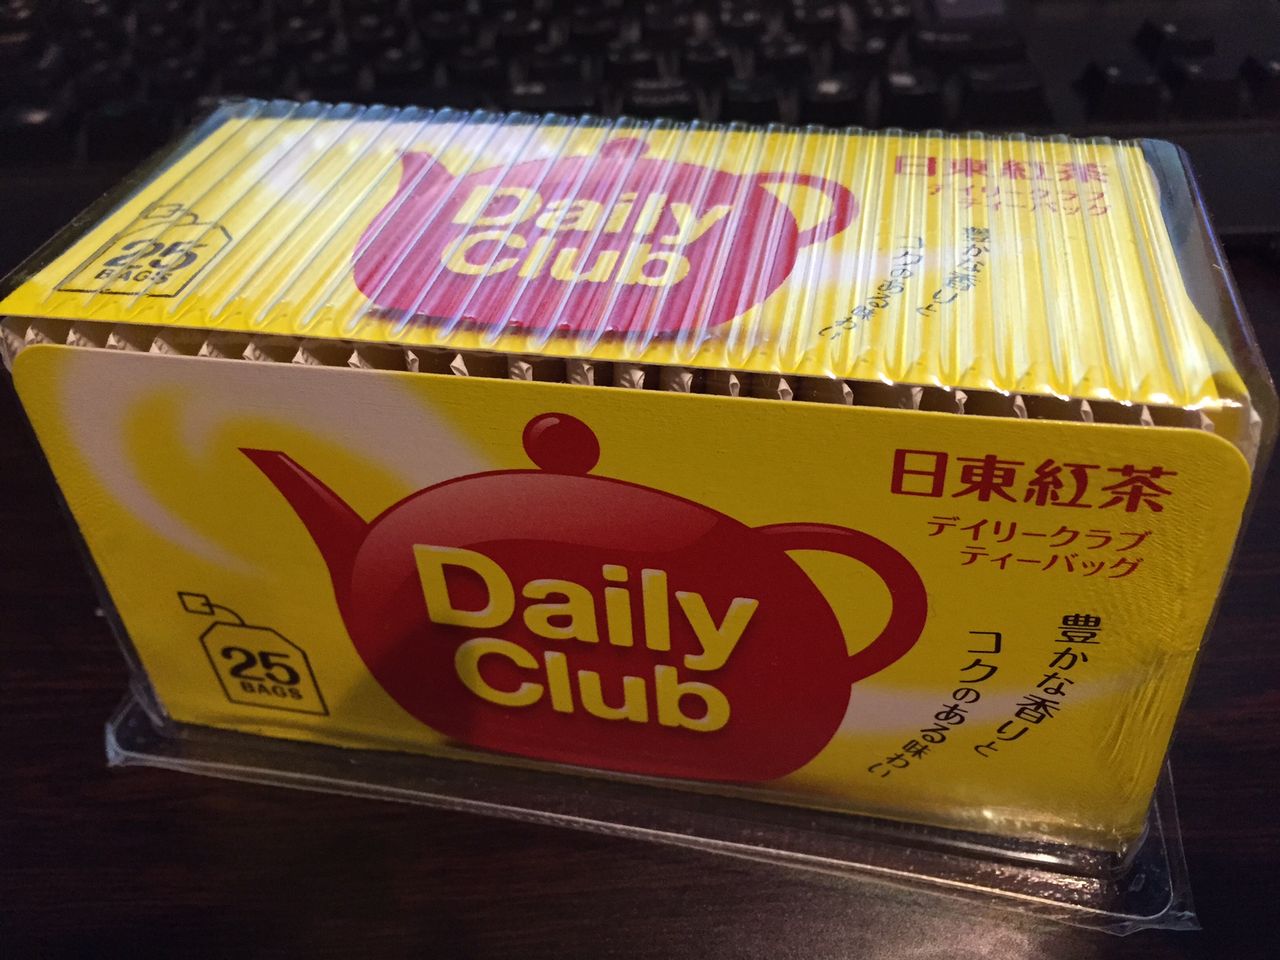 25
BAGS
Daily
Club
日東紅茶
デイリークラブ
ティーバッグ
豊かな香りと
コクのある味わい
Daily
Club
25
BAGS
日東紅茶
デイリークラブ
ティーバッグ
豊かな香りと
コクのある味わい